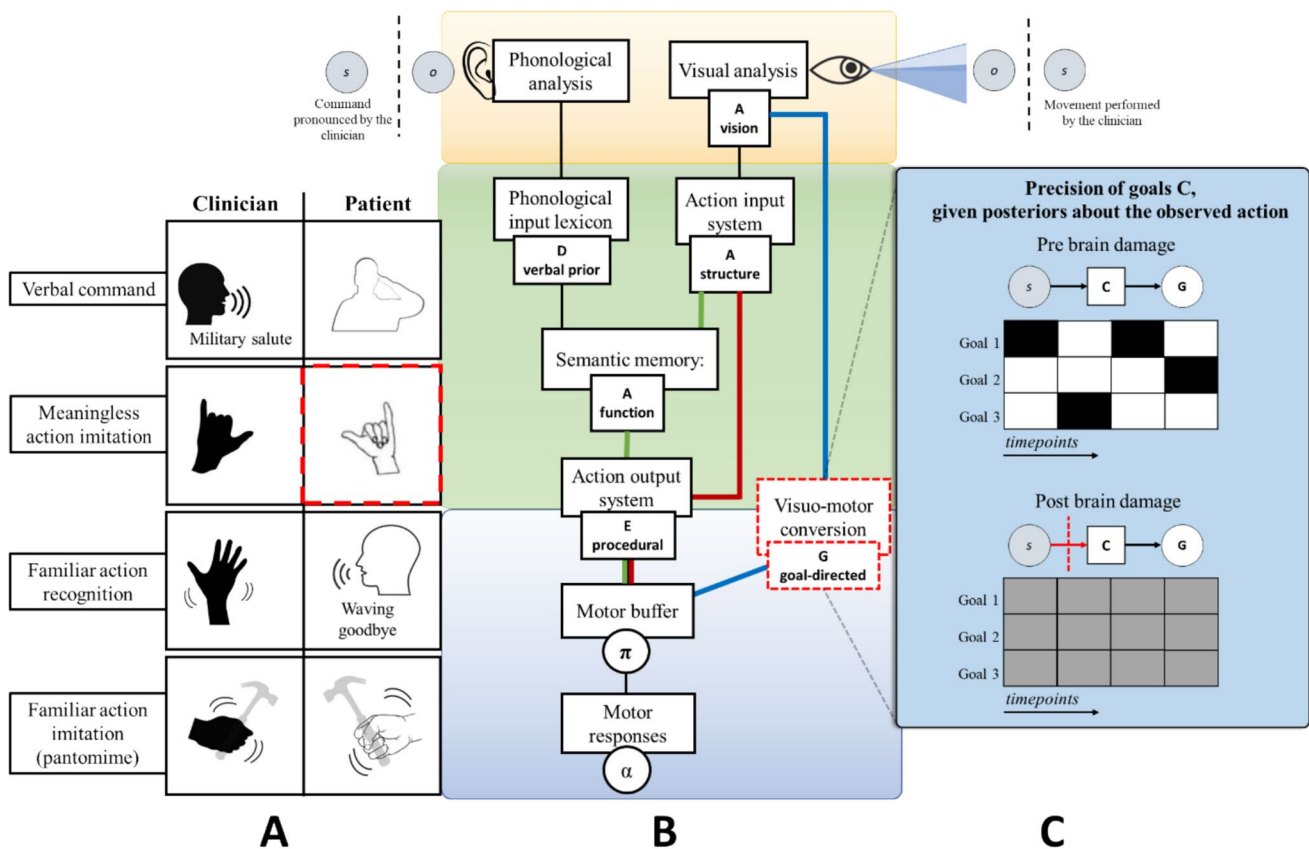 s
o
Command
pronounced by the
clinician
Phonological
analysis
Visual analysis
A
vision
o
s
Movement performed
by the clinician
Clinician
Patient
Verbal command
Military salute
Meaningless
action imitation
Familiar action
recognition
Waving
goodbye
Familiar action
imitation
(pantomime)
Phonological
input lexicon
D
verbal prior
Action input
system
A
structure
Semantic memory:
A
function
Action output
system
E
procedural
Visuo-motor
conversion
G
goal-directed
Motor buffer
π
Motor
responses
α
Precision of goals C,
given posteriors about the observed action
Pre brain damage
s
C
G
Goal 1
Goal 2
Goal 3
timepoints
Post brain damage
s
C
G
Goal 1
Goal 2
Goal 3
timepoints
A
B
C